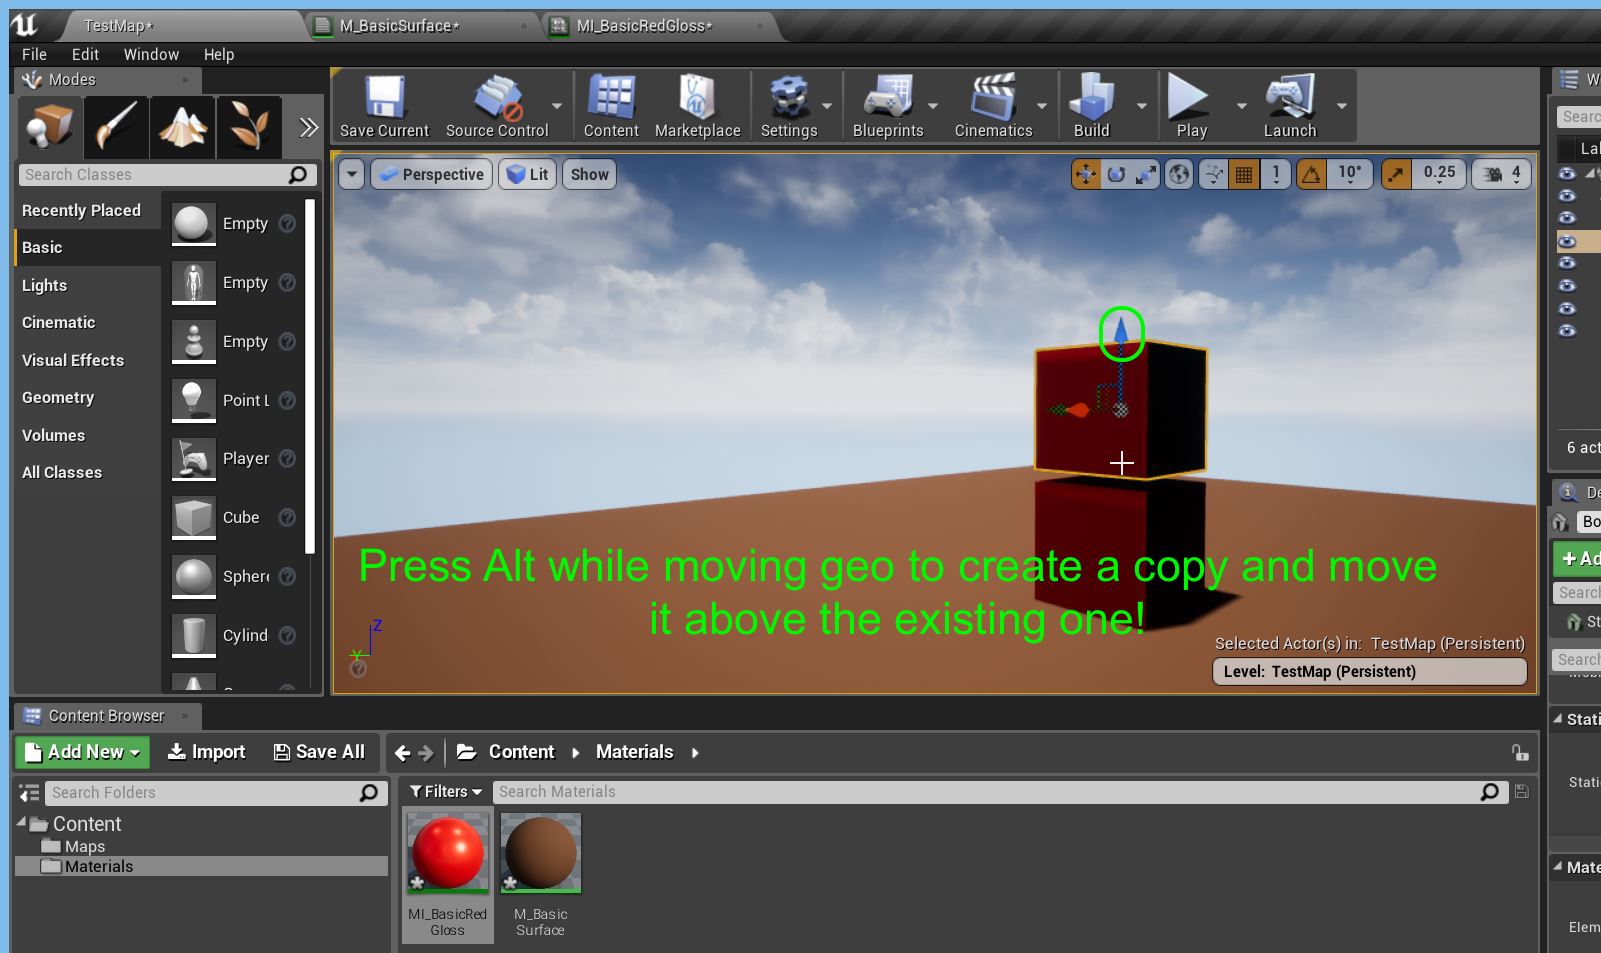 TestMap*
M_BasicSurface*
MI_BasicRedGloss*
File Edit Window Help
Modes
Save Current
Source Control
Content
Marketplace
Settings
Blueprints
Cinematics
Build
Play
Launch
Search Classes
Recently Placed
Basic
Lights
Cinematic
Visual Effects
Geometry
Volumes
All Classes
Empty
Empty
Empty
Point L
Player
Cube
Sphere
Cylind
Perspective
Lit
Show
1
10°
0.25
4
Press Alt while moving geo to create a copy and move
it above the existing one!
Z
Y
Selected Actor(s) in: TestMap (Persistent)
Level: TestMap (Persistent)
W
Searc
Lal
6 act
De
Bo
+Ad
Search
St
Search
Stati
Stati
Mate
Elem
Content Browser
Add New
Import
Save All
Content
Materials
Search Folders
Filters
Search Materials
Content
Maps
Materials
MI_BasicRed
Gloss
M_Basic
Surface